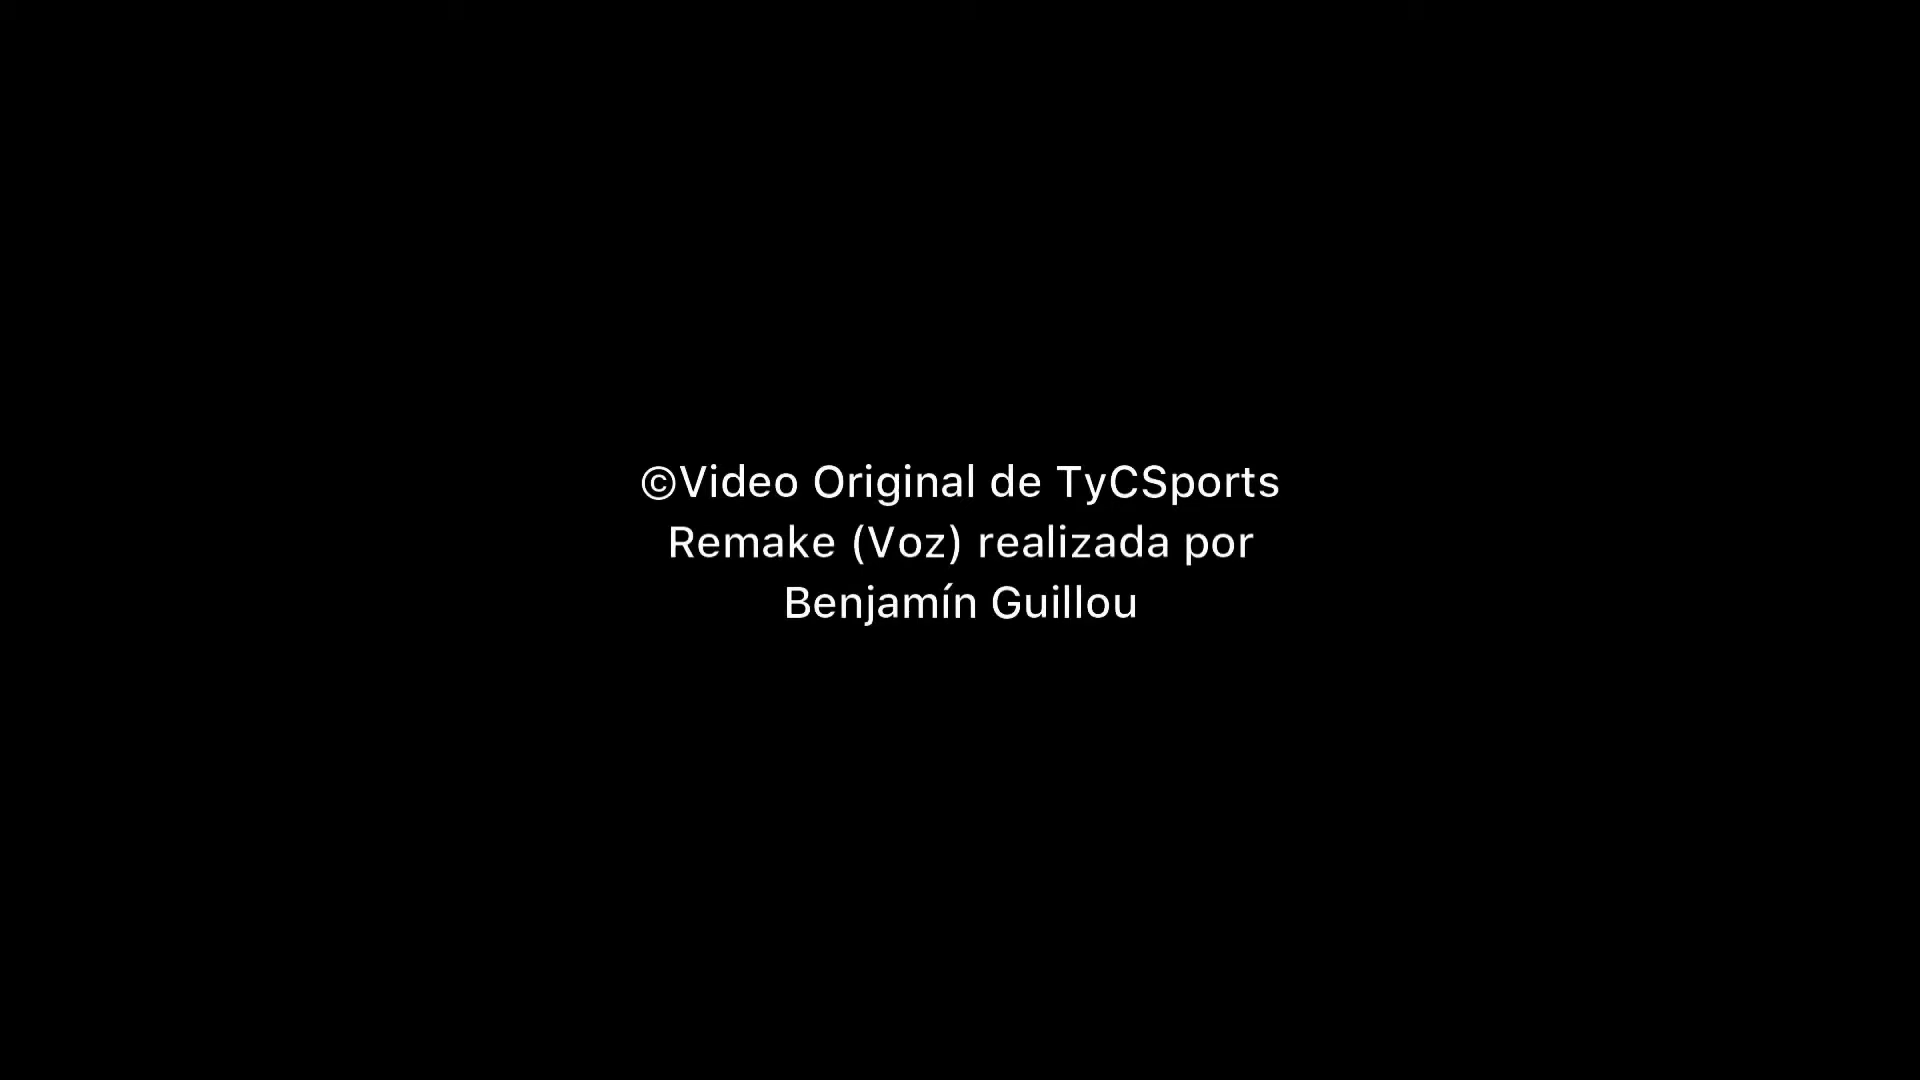 ©Video Original de TyCSports
Remake (Voz) realizada por
Benjamín Guillou